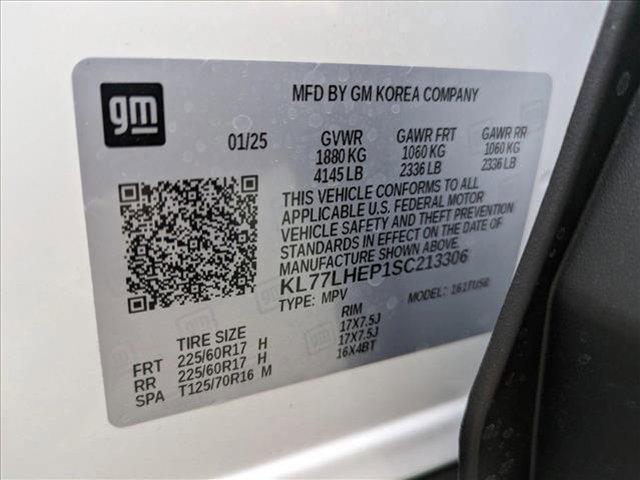 gm
MFD BY GM KOREA COMPANY
01/25 GVWR GAWR FRT GAWR RR
1880 KG 1060 KG 1060 KG
4145 LB 2336 LB 2336 LB
THIS VEHICLE CONFORMS TO ALL
APPLICABLE U.S. FEDERAL MOTOR
VEHICLE SAFETY AND THEFT PREVENTION
STANDARDS IN EFFECT ON THE DATE OF
MANUFACTURE SHOWN ABOVE.
KL77LHEP1SC213306
TYPE: MPV MODEL: 1TU58
TIRE SIZE RIM
FRT 225/60R17 H 17X7.5J
RR 225/60R17 H 17X7.5J
SPA T125/70R16 M 16X4BT